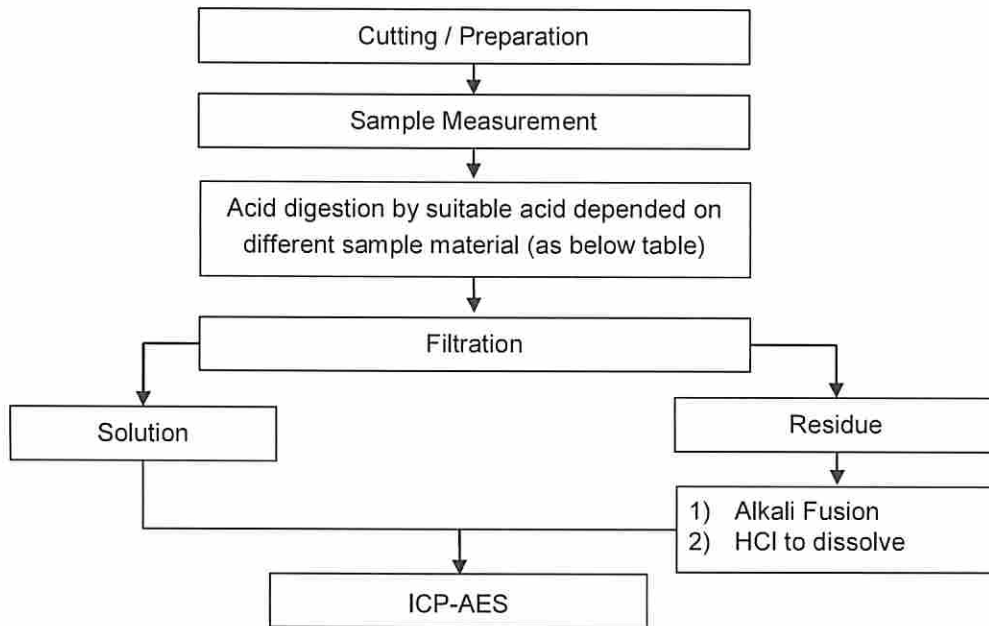 Cutting / Preparation
Sample Measurement
Acid digestion by suitable acid depended on
different sample material (as below table)
Filtration
Solution
Residue
1) Alkali Fusion
2) HCl to dissolve
ICP-AES